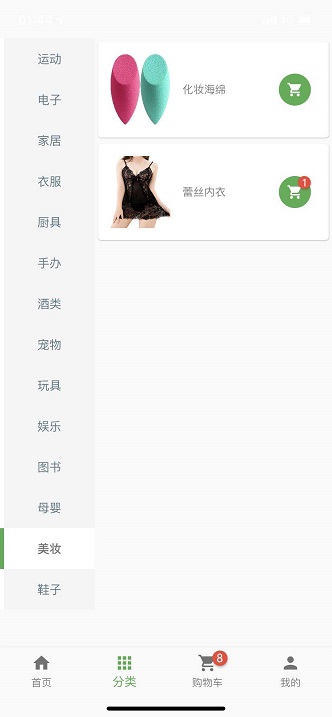 运动
电子
家居
衣服
厨具
手办
酒类
宠物
玩具
娱乐
图书
母婴
美妆
鞋子
化妆海绵
蕾丝内衣
1
首页
分类
购物车
8
我的